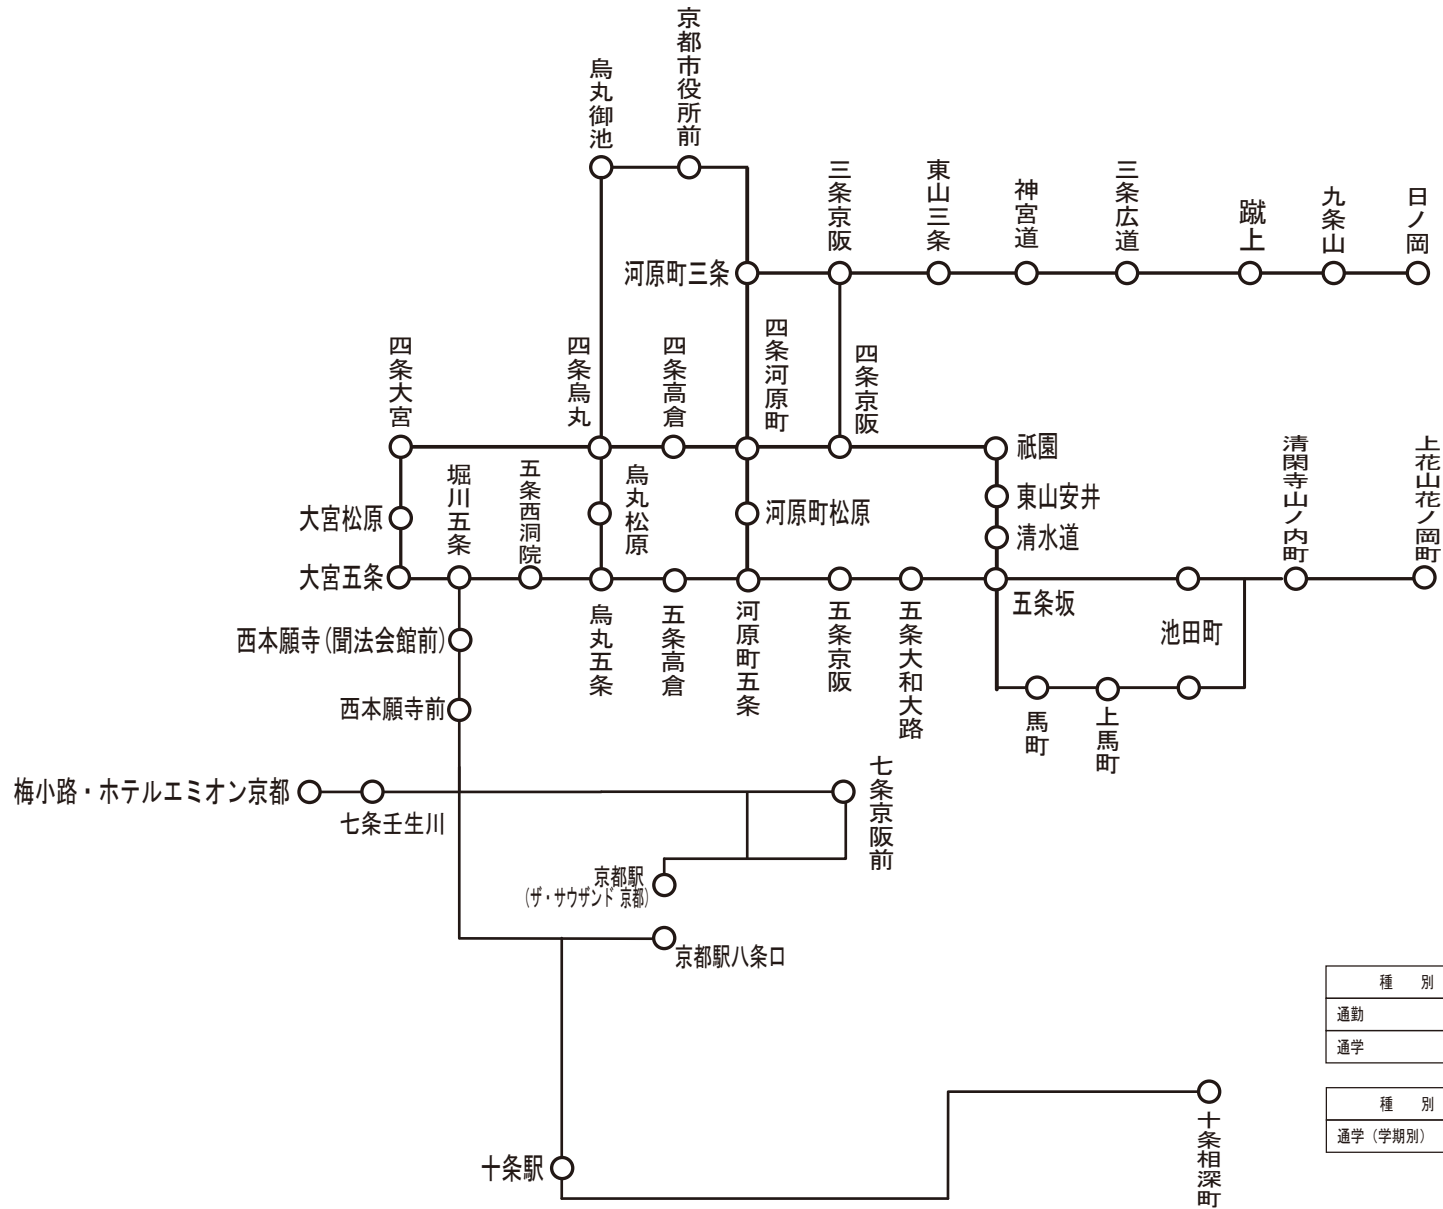 京都市役所前
烏丸御池
三条京阪
東山三条
神宮道
三条広道
蹴上
九条山
日ノ岡
河原町三条
四条大宮
四条烏丸
四条高倉
四条河原町
四条京阪
祇園
清閑寺山ノ内町
上花山花ノ岡町
堀川五条
五条西洞院
烏丸松原
東山安井
大宮松原
河原町松原
清水道
大宮五条
五条坂
西本願寺(聞法会館前)
烏丸五条
五条高倉
河原町五条
五条京阪
五条大和大路
池田町
西本願寺前
馬町
上馬町
梅小路・ホテルエミオン京都
七条壬生川
七条京阪前
京都駅
(ザ・サウザンド 京都)
京都駅八条口
種 別
通勤
通学
種 別
通学(学期別)
十条駅
十条相深町